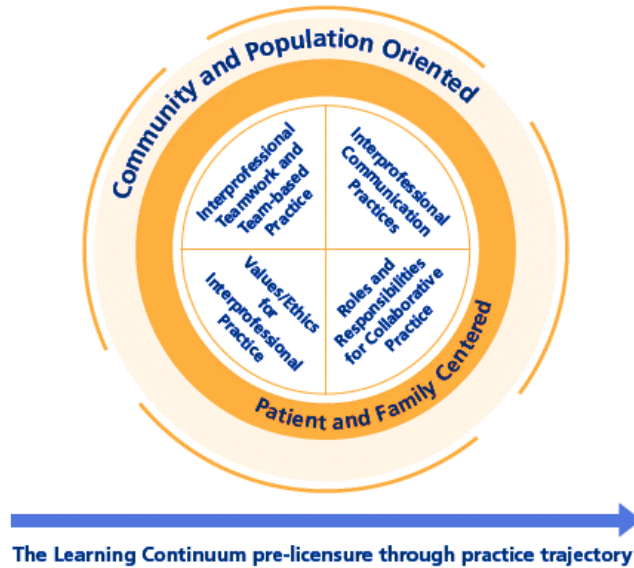 Community and Population Oriented
Interprofessional
Teamwork and
Team-based
Practice
Interprofessional
Communication
Practices
Values/Ethics
for
Interprofessional
Practice
Roles and
Responsibilities
for Collaborative
Practice
Patient and Family Centered
The Learning Continuum pre-licensure through practice trajectory